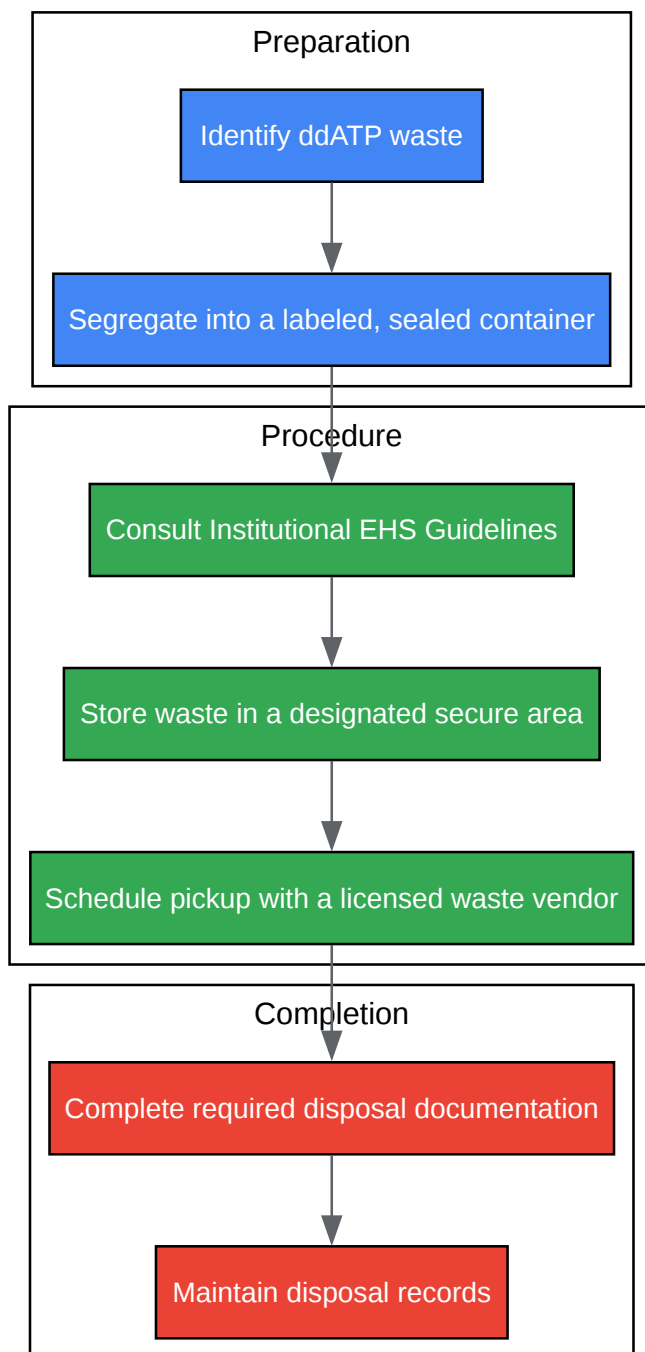 Preparation
Identify ddATP waste
Segregate into a labeled, sealed container
Procedure
Consult Institutional EHS Guidelines
Store waste in a designated secure area
Schedule pickup with a licensed waste vendor
Completion
Complete required disposal documentation
Maintain disposal records